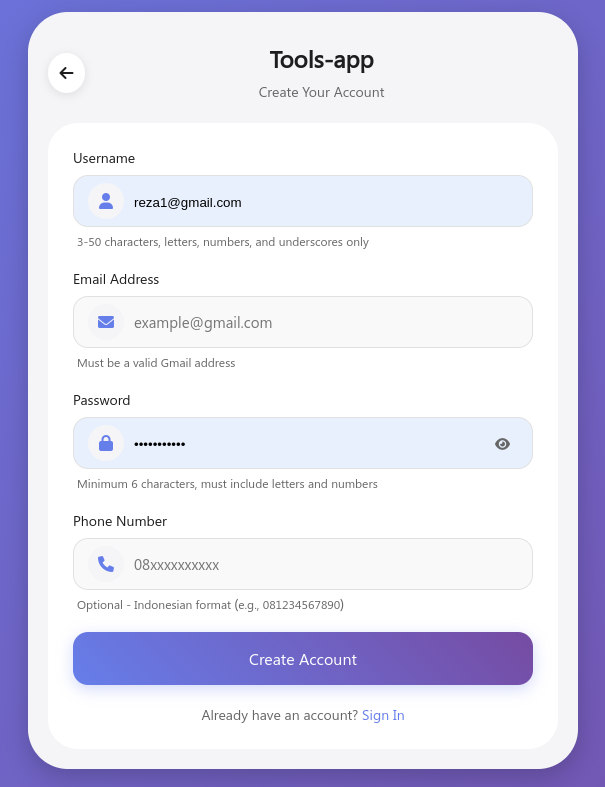 Tools-app
Create Your Account
Username
reza1@gmail.com
3-50 characters, letters, numbers, and underscores only
Email Address
example@gmail.com
Must be a valid Gmail address
Password
•••••••••••
Minimum 6 characters, must include letters and numbers
Phone Number
08xxxxxxxxxx
Optional - Indonesian format (e.g., 081234567890)
Create Account
Already have an account? Sign In